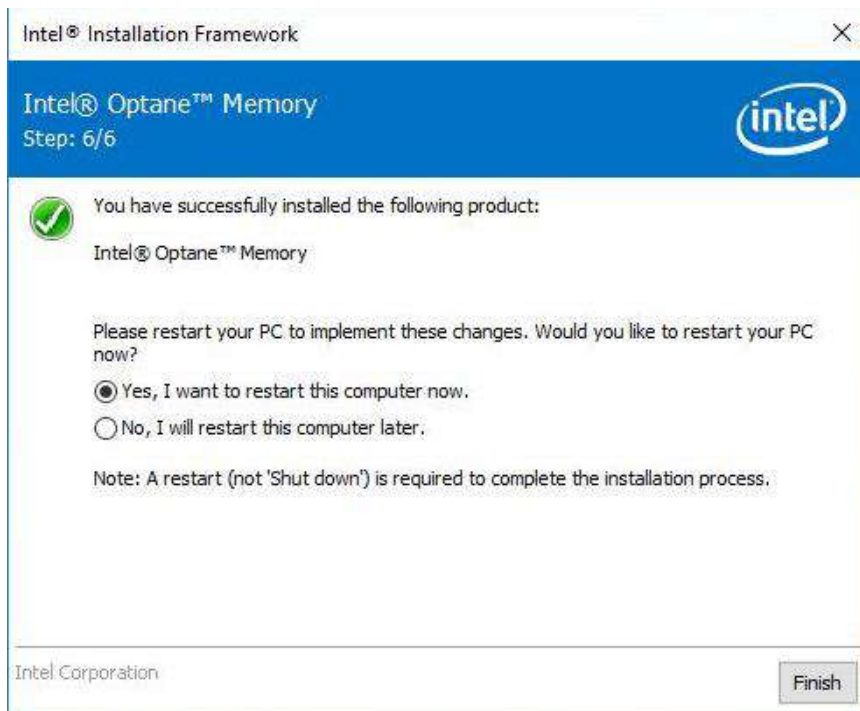 Intel® Installation Framework
Intel® Optane™ Memory
Step: 6/6
intel
You have successfully installed the following product:
Intel® Optane™ Memory
Please restart your PC to implement these changes. Would you like to restart your PC
now?
Yes, I want to restart this computer now.
No, I will restart this computer later.
Note: A restart (not 'Shut down') is required to complete the installation process.
Intel Corporation
Finish